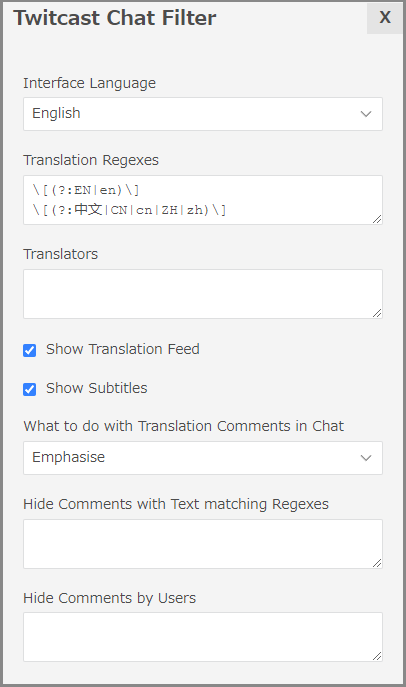 Twitcast Chat Filter
X
Interface Language
English
Translation Regexes
\[(?:EN|en)\]
\[(?:中文|CN|cn|ZH|zh)\]
Translators
Show Translation Feed
Show Subtitles
What to do with Translation Comments in Chat
Emphasise
Hide Comments with Text matching Regexes
Hide Comments by Users